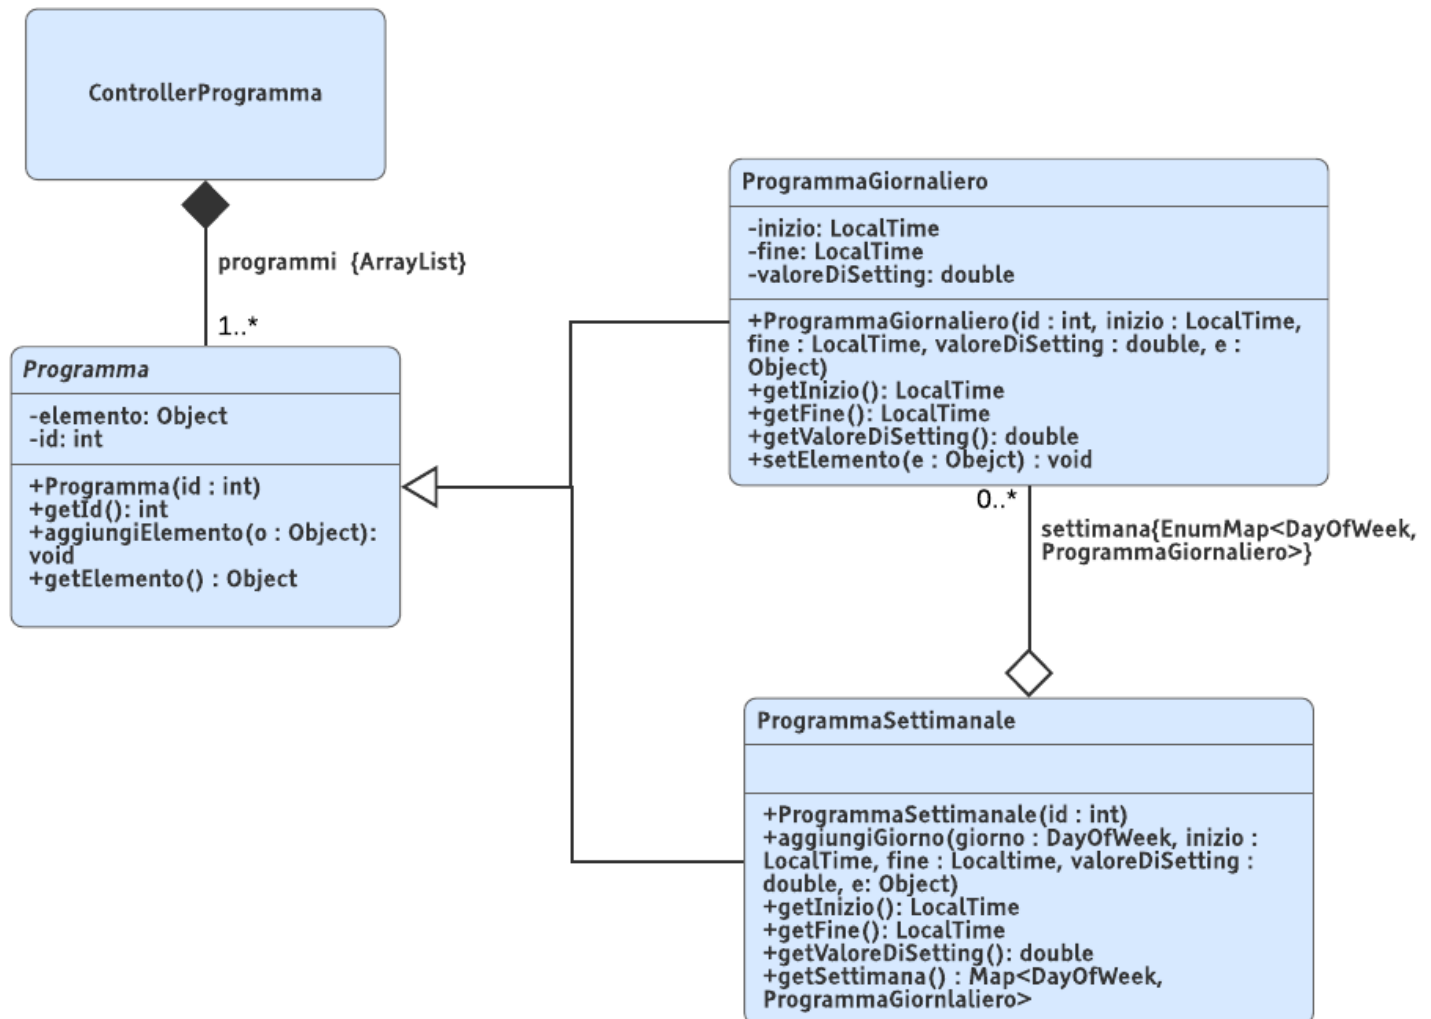 ControllerProgramma
programmi {ArrayList}
1..*
Programma
-elemento: Object
-id: int
+Programma(id : int)
+getId(): int
+aggiungiElemento(o : Object):
void
+getElemento() : Object
ProgrammaGiornaliero
-inizio: LocalTime
-fine: LocalTime
-valoreDiSetting: double
+ProgrammaGiornaliero(id : int, inizio : LocalTime,
fine : LocalTime, valoreDiSetting : double, e :
Object)
+getInizio(): LocalTime
+getFine(): LocalTime
+getValoreDiSetting(): double
+setElemento(e : Obejct) : void
0..*
settimana{EnumMap<DayOfWeek,
ProgrammaGiornaliero>}
ProgrammaSettimanale
+ProgrammaSettimanale(id : int)
+aggiungiGiorno(giorno : DayOfWeek, inizio :
LocalTime, fine : Localtime, valoreDiSetting :
double, e: Object)
+getInizio(): LocalTime
+getFine(): LocalTime
+getValoreDiSetting(): double
+getSettimana() : Map<DayOfWeek,
ProgrammaGiornlaliero>